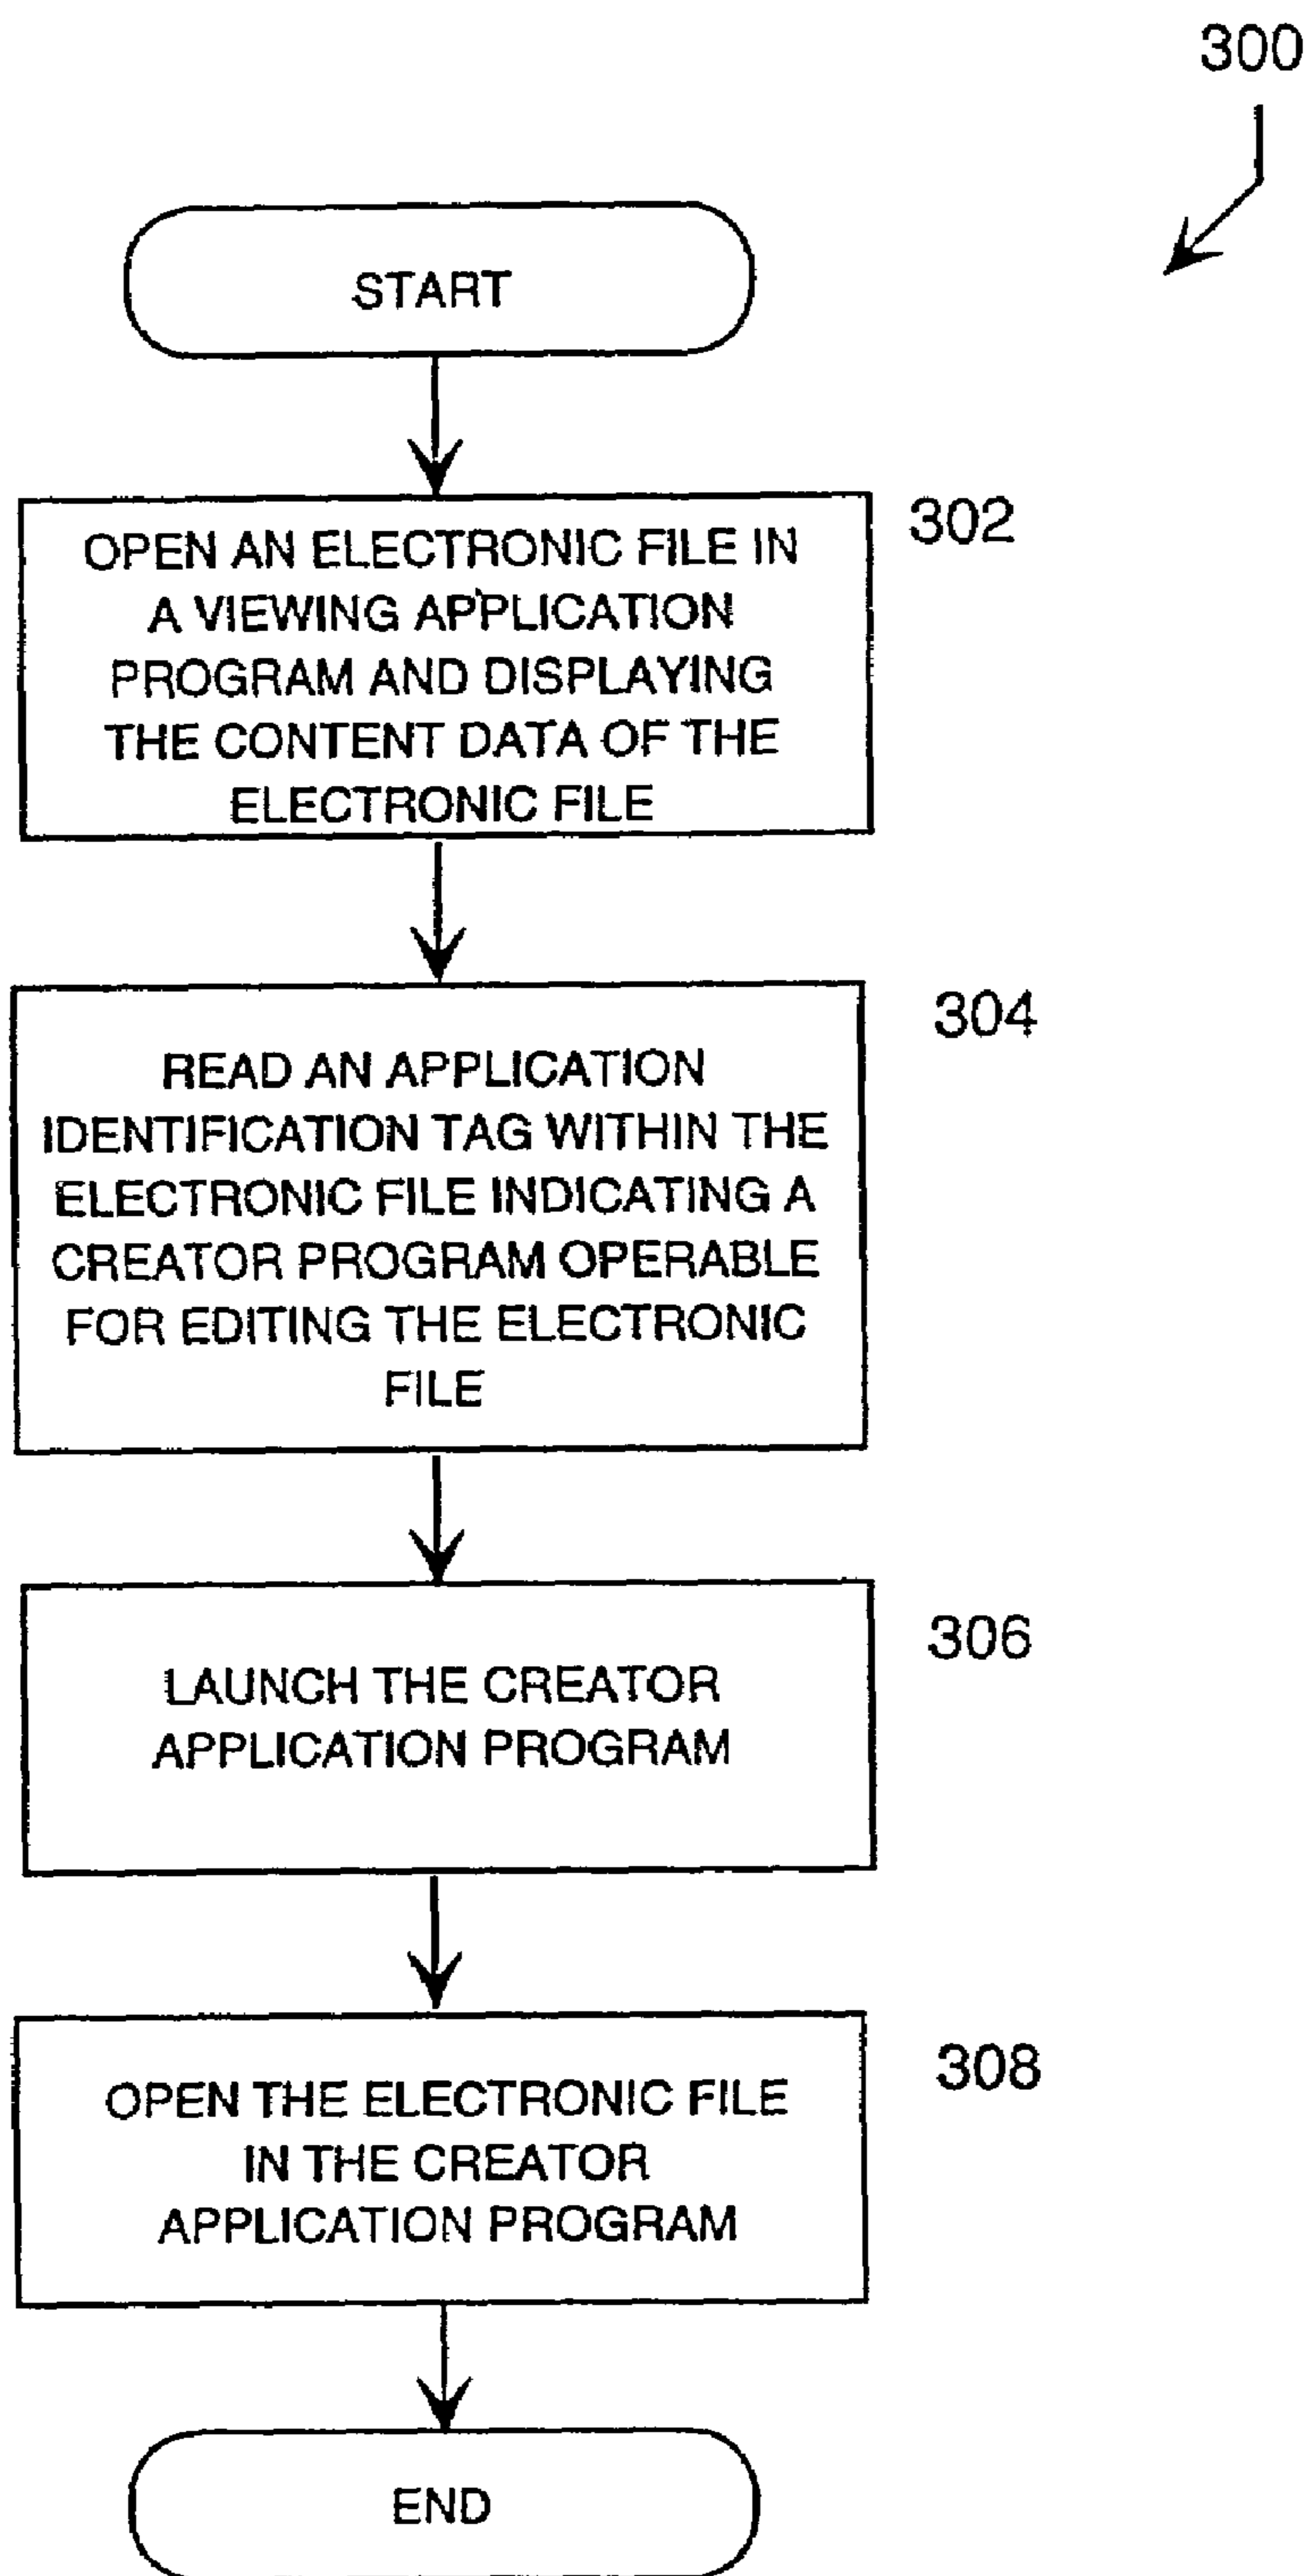 300
START
302
OPEN AN ELECTRONIC FILE IN
A VIEWING APPLICATION
PROGRAM AND DISPLAYING
THE CONTENT DATA OF THE
ELECTRONIC FILE
304
READ AN APPLICATION
IDENTIFICATION TAG WITHIN THE
ELECTRONIC FILE INDICATING A
CREATOR PROGRAM OPERABLE
FOR EDITING THE ELECTRONIC
FILE
306
LAUNCH THE CREATOR
APPLICATION PROGRAM
308
OPEN THE ELECTRONIC FILE
IN THE CREATOR
APPLICATION PROGRAM
END